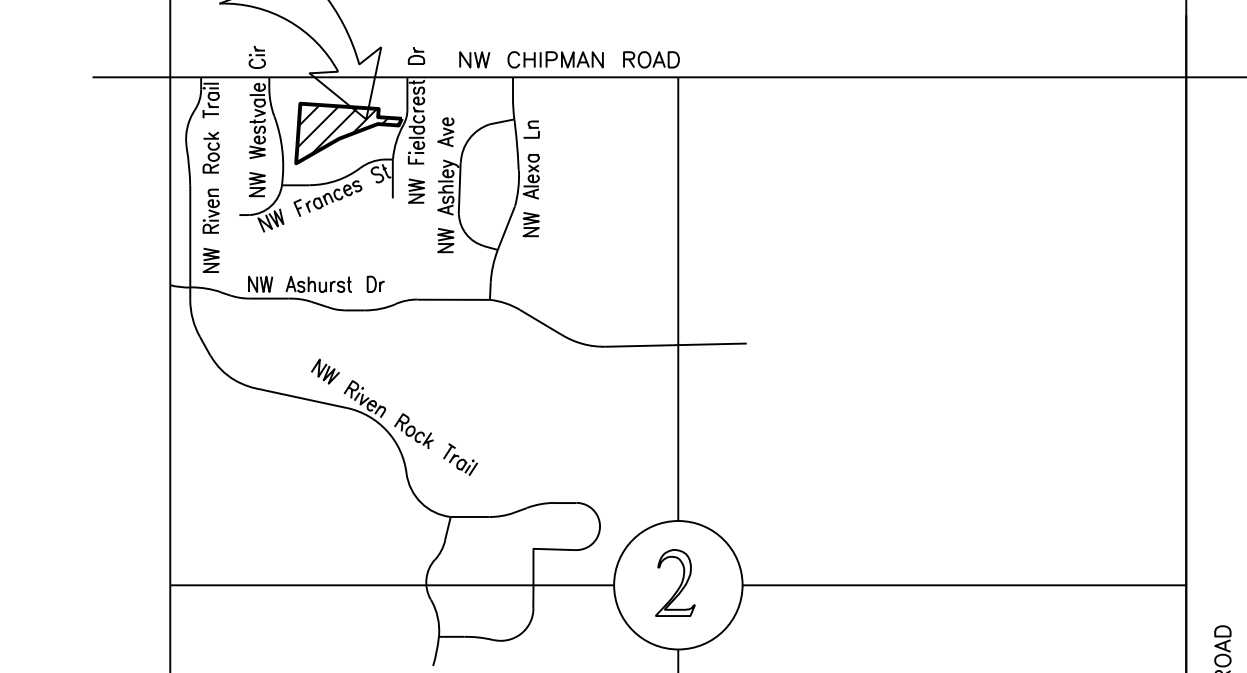 NW CHIPMAN ROAD
NW Riven Rock Trail
NW Westvale Cir
NW Fieldcrest Dr
NW Ashley Ave
NW Alexa Ln
NW Frances St
NW Ashurst Dr
NW Riven Rock Trail
2
ROAD